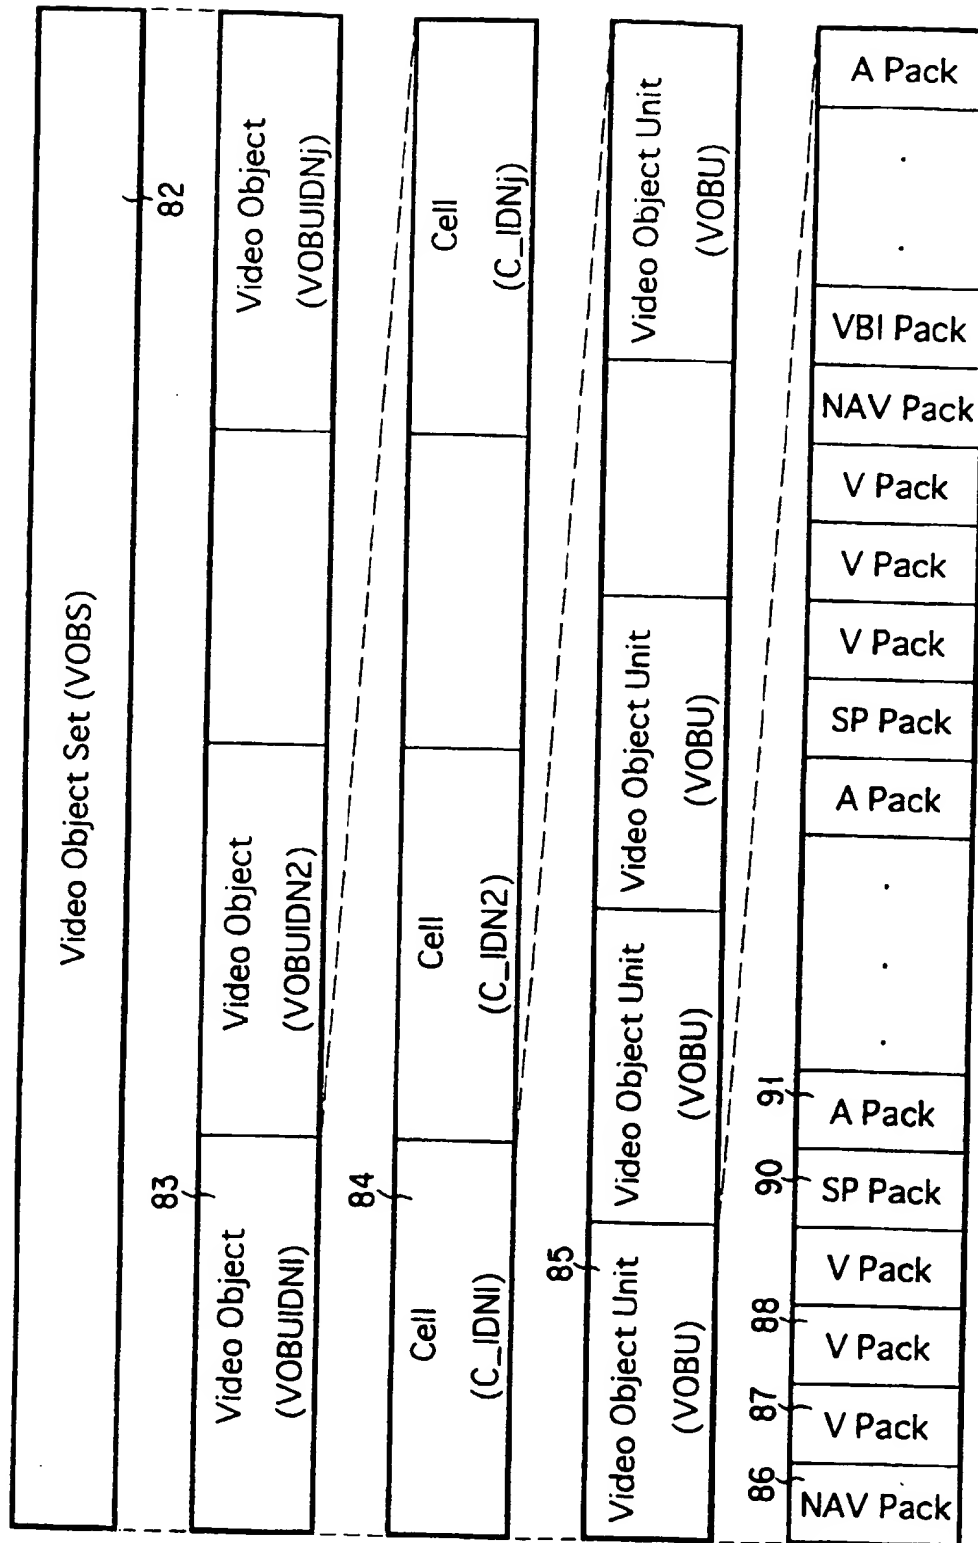 Video Object Set (VOBS)
82
83
Video Object
(VOBUIDN1)
Video Object
(VOBUIDN2)
Video Object
(VOBUIDNj)
84
Cell
(C_IDN1)
Cell
(C_IDN2)
Cell
(C_IDNj)
85
Video Object Unit
(VOBU)
Video Object Unit
(VOBU)
Video Object Unit
(VOBU)
Video Object Unit
(VOBU)
86
87
88
90
91
NAV Pack
V Pack
V Pack
V Pack
SP Pack
A Pack
. . .
A Pack
SP Pack
V Pack
V Pack
V Pack
NAV Pack
VBI Pack
. .
A Pack